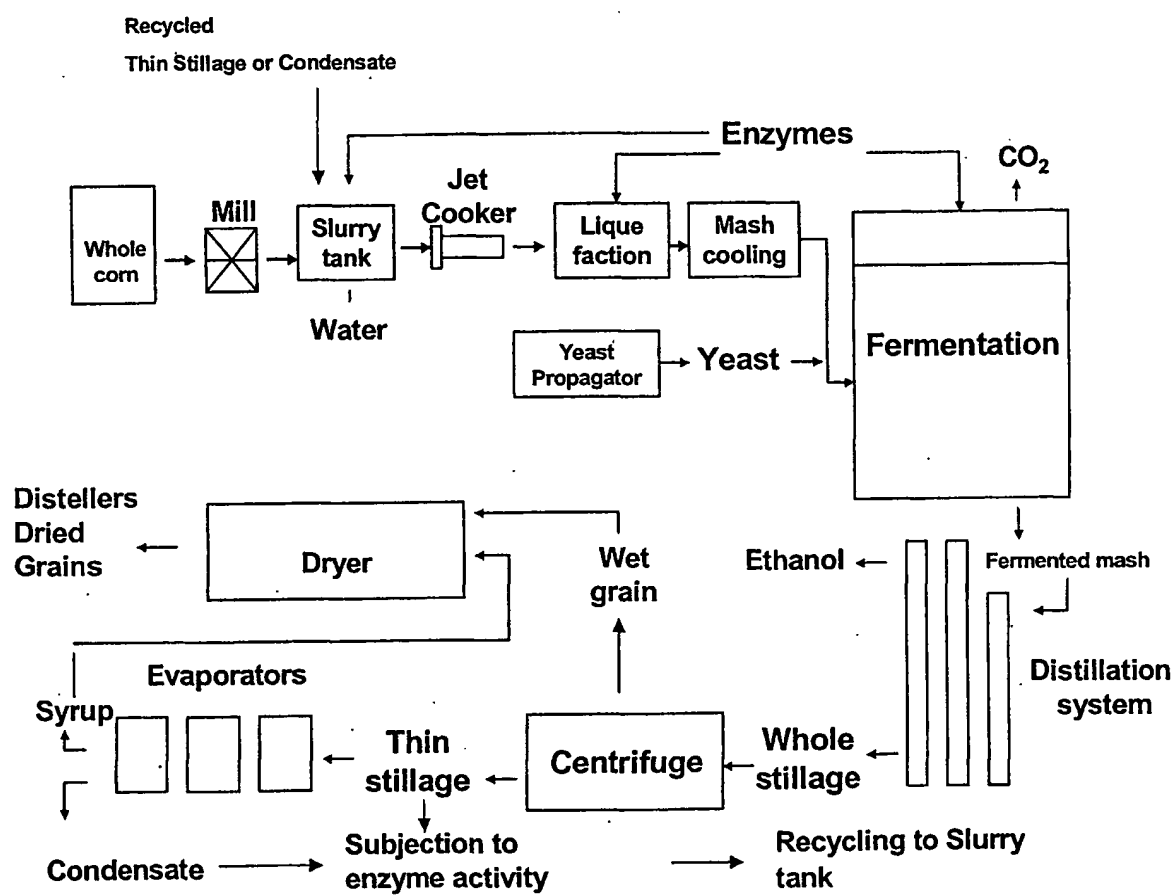 Recycled
Thin Stillage or Condensate
Enzymes
CO2
Jet
Cooker
Mill
Whole
corn
Slurry
tank
Lique
faction
Mash
cooling
Water
Fermentation
Yeast
Propagator
Yeast
Distellers
Dried
Grains
Dryer
Wet
grain
Ethanol
Fermented mash
Distillation
system
Evaporators
Syrup
Thin
stillage
Centrifuge
Whole
stillage
Condensate
Subjection to
enzyme activity
Recycling to Slurry
tank